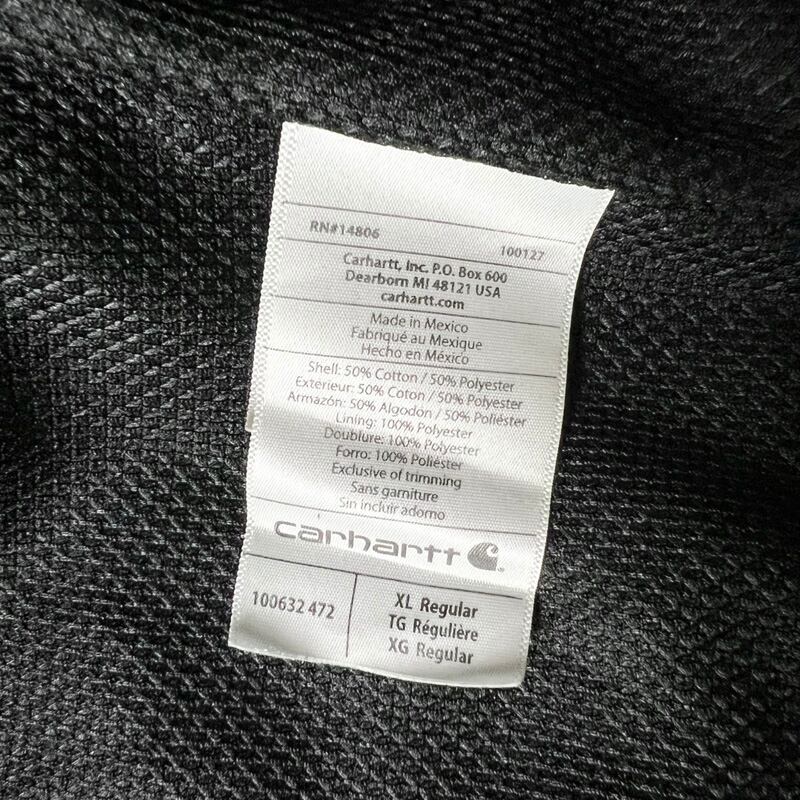 RN#14806 100127
Carhartt, Inc. P.O. Box 600
Dearborn MI 48121 USA
carhartt.com
Made in Mexico
Fabriqué au Mexique
Hecho en México
Shell: 50% Cotton / 50% Polyester
Exterieur: 50% Coton / 50% Polyester
Armazón: 50% Algodón / 50% Poliéster
Lining: 100% Polyester
Doublure: 100% Polyester
Forro: 100% Poliéster
Exclusive of trimming
Sans garniture
Sin incluir adorno
carhartt
100632 472
XL Regular
TG Régulière
XG Regular